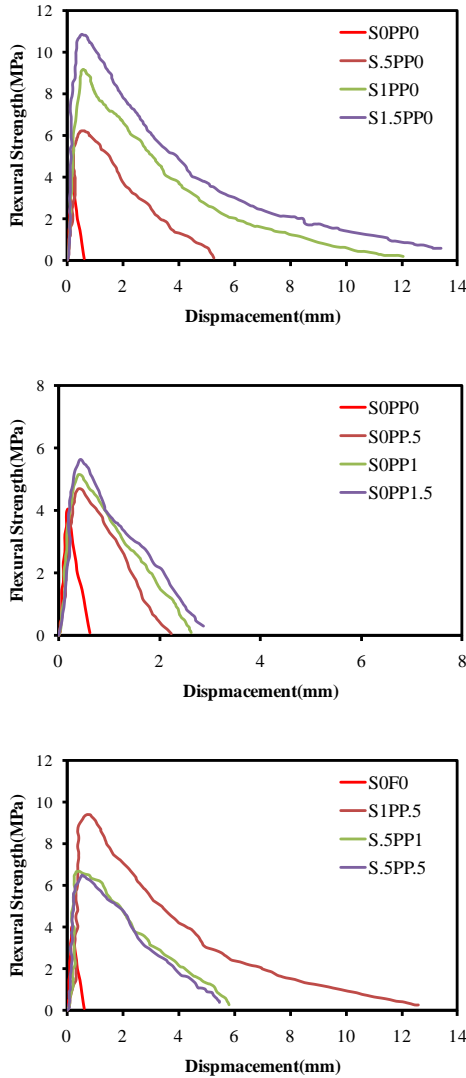 12
10
8
6
4
2
0
Flexural Strength(MPa)
S0PP0
S.5PP0
S1PP0
S1.5PP0
0 2 4 6 8 10 12 14
Dispmacement(mm)
8
6
4
2
0
Flexural Strength(MPa)
S0PP0
S0PP.5
S0PP1
S0PP1.5
0 2 4 6 8
Dispmacement(mm)
12
10
8
6
4
2
0
Flexural Strength(MPa)
S0F0
S1PP.5
S.5PP1
S.5PP.5
0 2 4 6 8 10 12 14
Dispmacement(mm)